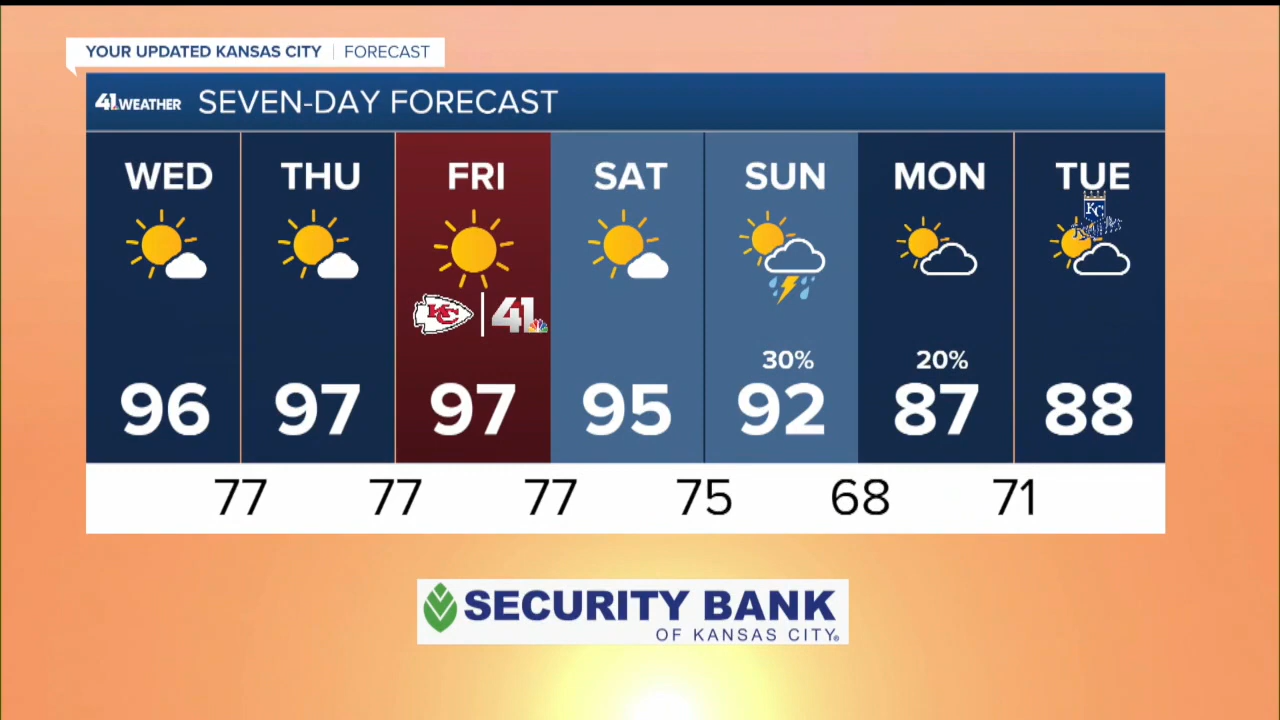 YOUR UPDATED KANSAS CITY | FORECAST
41 WEATHER SEVEN-DAY FORECAST
WED THU FRI SAT SUN MON TUE
KC
Royals
KC | 41
30% 20%
96 97 97 95 92 87 88
77 77 77 75 68 71
SECURITY BANK
OF KANSAS CITY®